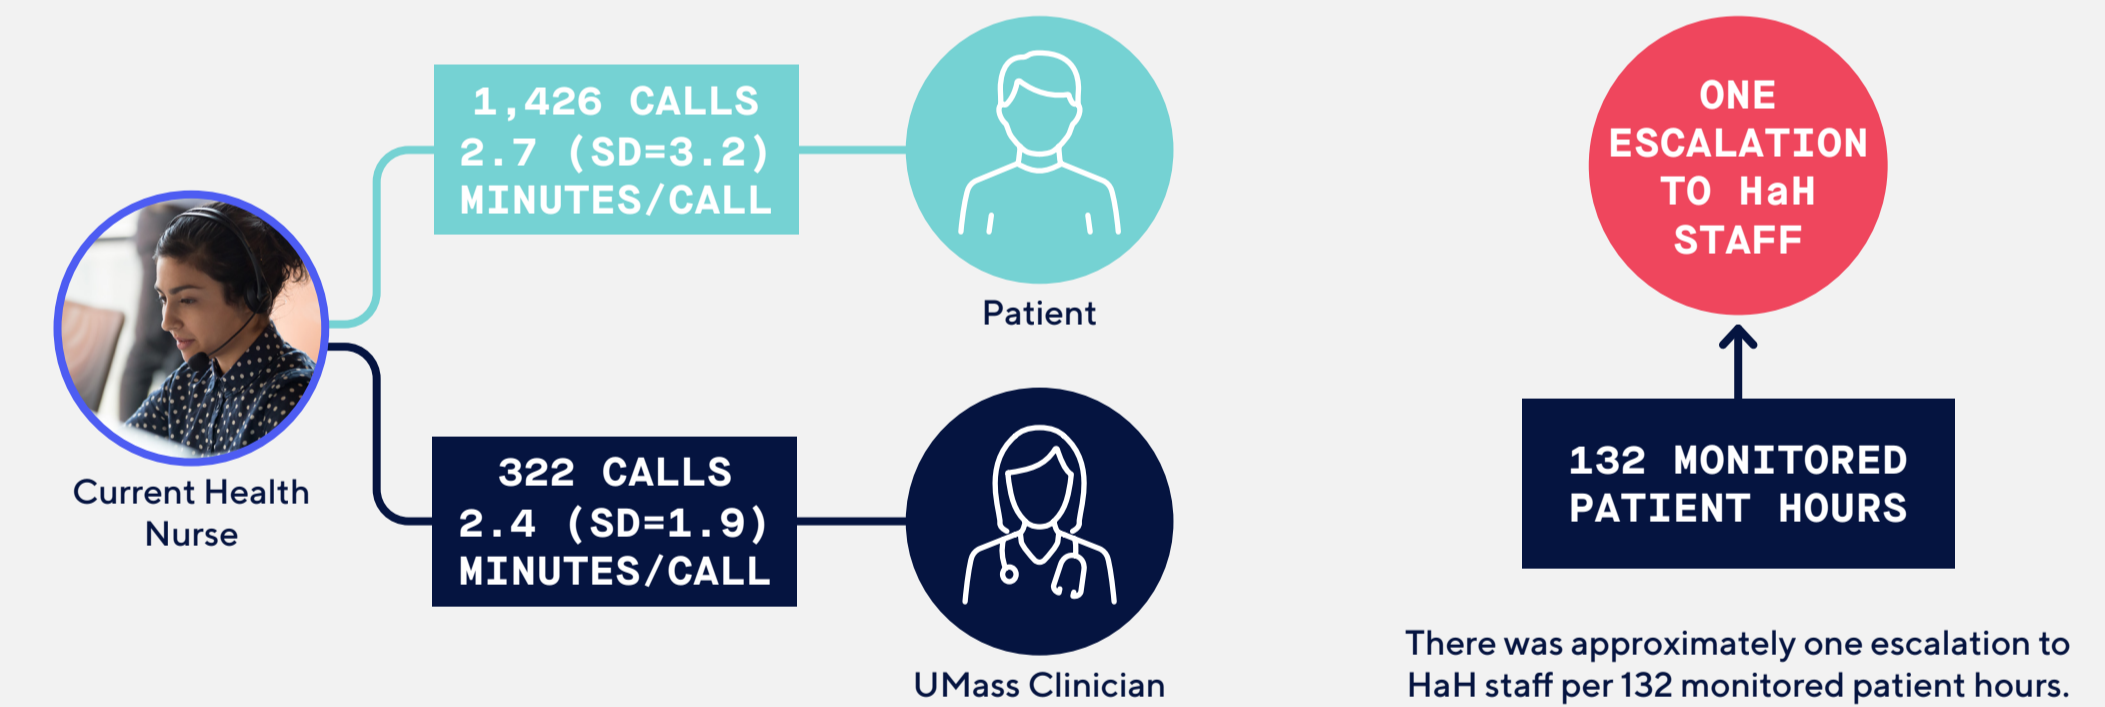 1,426 CALLS
2.7 (SD=3.2)
MINUTES/CALL
Patient
Current Health
Nurse
322 CALLS
2.4 (SD=1.9)
MINUTES/CALL
UMass Clinician
ONE
ESCALATION
TO HaH
STAFF
132 MONITORED
PATIENT HOURS
There was approximately one escalation to
HaH staff per 132 monitored patient hours.